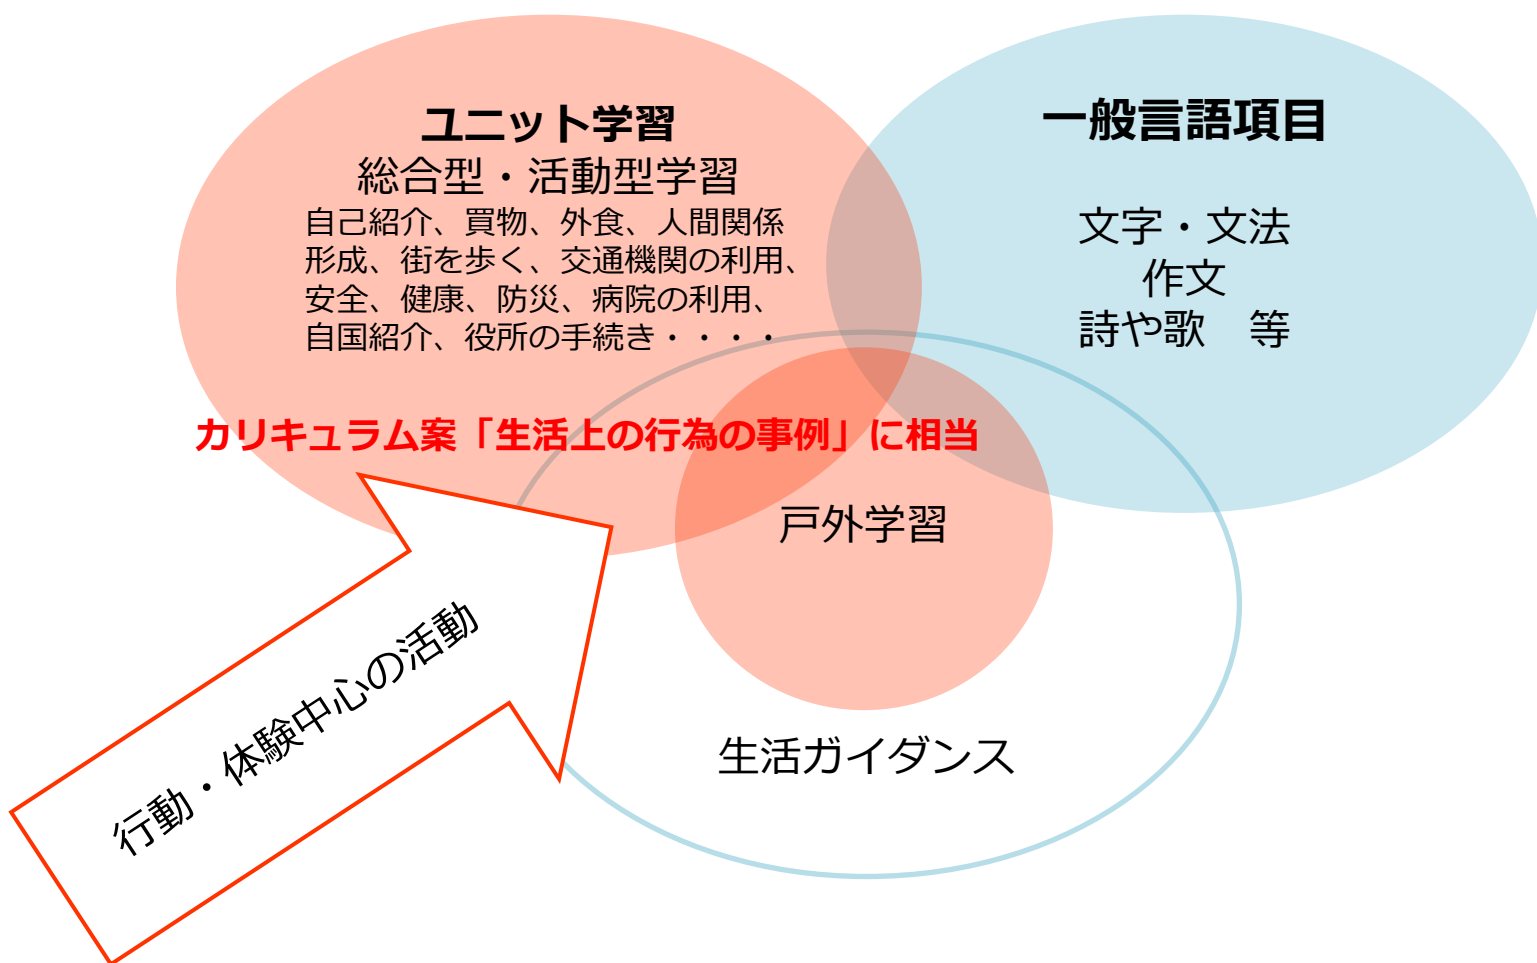 ユニット学習
総合型・活動型学習
自己紹介、買物、外食、人間関係
形成、街を歩く、交通機関の利用、
安全、健康、防災、病院の利用、
自国紹介、役所の手続き・・・・
一般言語項目
文字・文法
作文
詩や歌　等
カリキュラム案「生活上の行為の事例」に相当
戸外学習
生活ガイダンス
行動・体験中心の活動